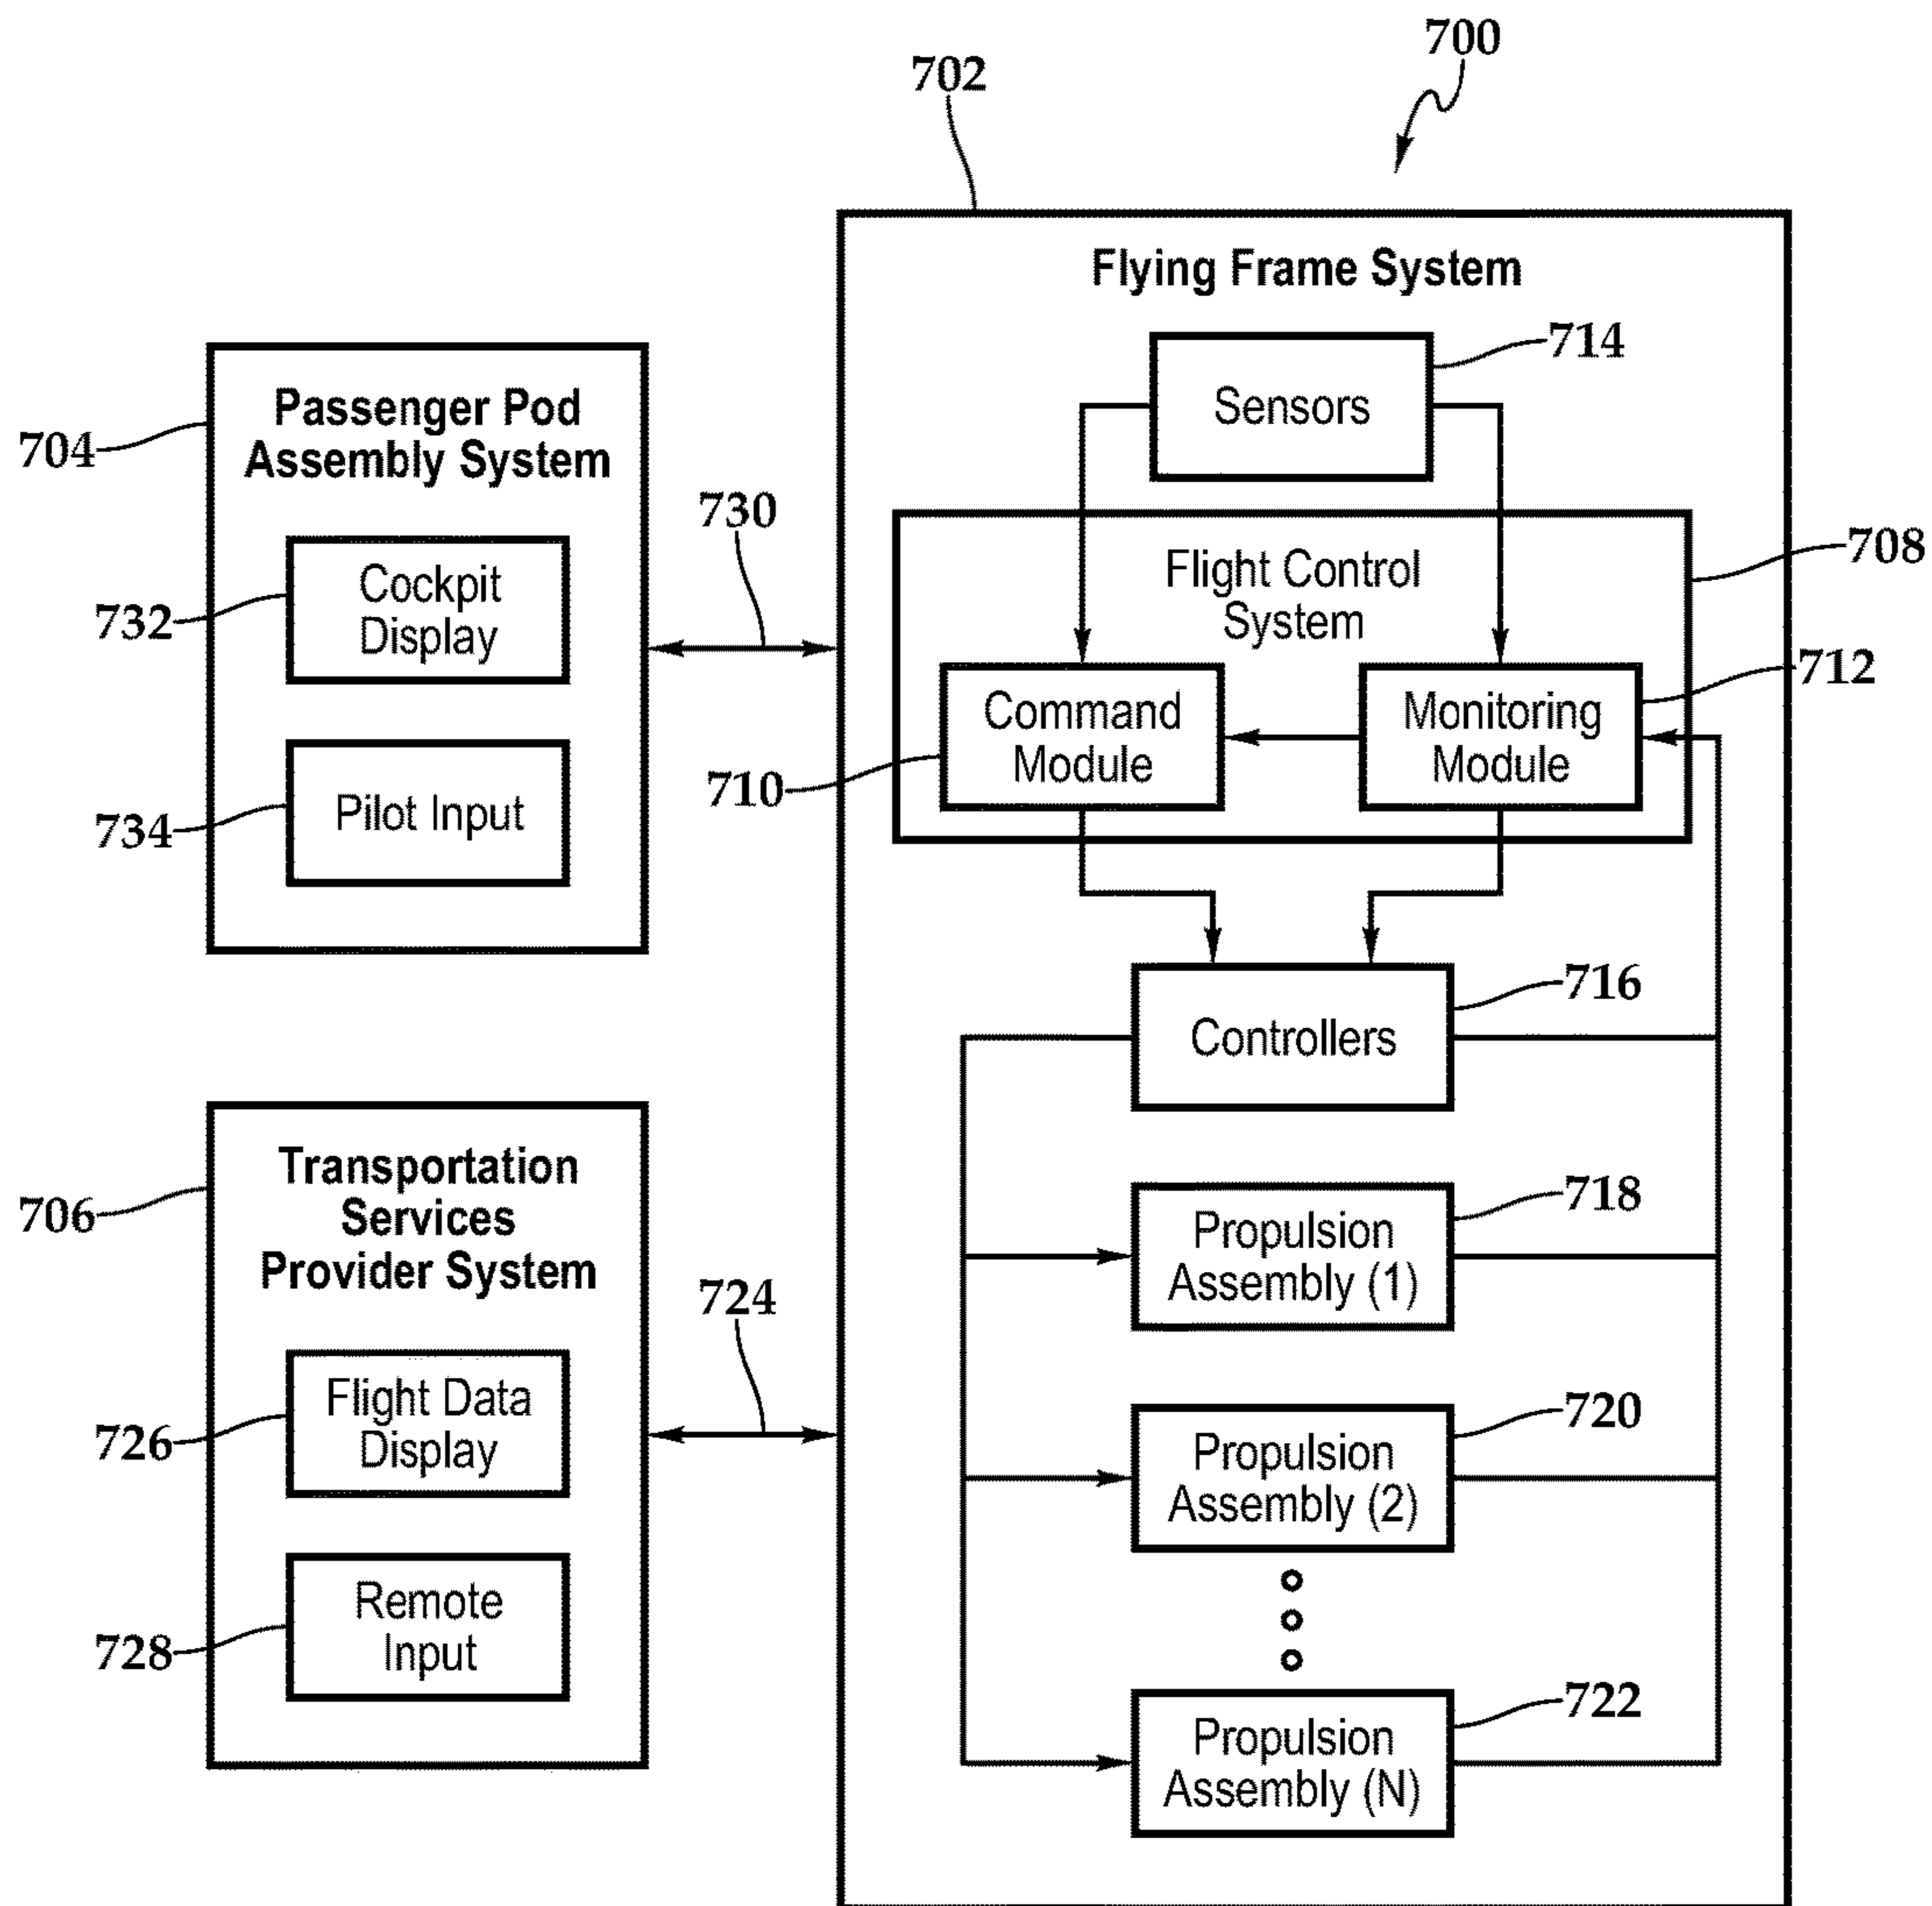 700
702
Flying Frame System
714
Sensors
Passenger Pod
Assembly System
704
730
708
Flight Control
System
Cockpit
Display
732
712
Command
Module
Monitoring
Module
710
Pilot Input
734
716
Controllers
Transportation
Services
Provider System
706
718
Propulsion
Assembly (1)
724
Flight Data
Display
726
720
Propulsion
Assembly (2)
Remote
Input
728
722
Propulsion
Assembly (N)